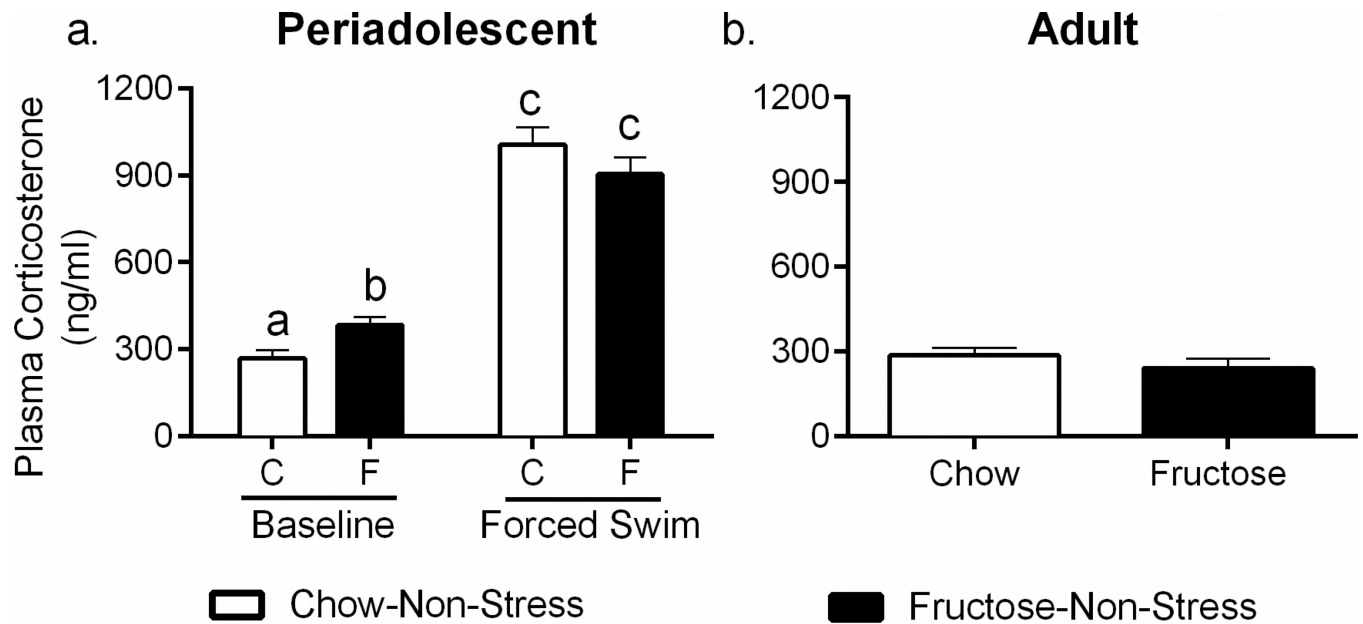 a. Periadolescent
Plasma Corticosterone
(ng/ml)
1200
900
600
300
0
a
b
c
c
C F C F
Baseline Forced Swim
b. Adult
1200
900
600
300
0
Chow Fructose
Chow-Non-Stress Fructose-Non-Stress